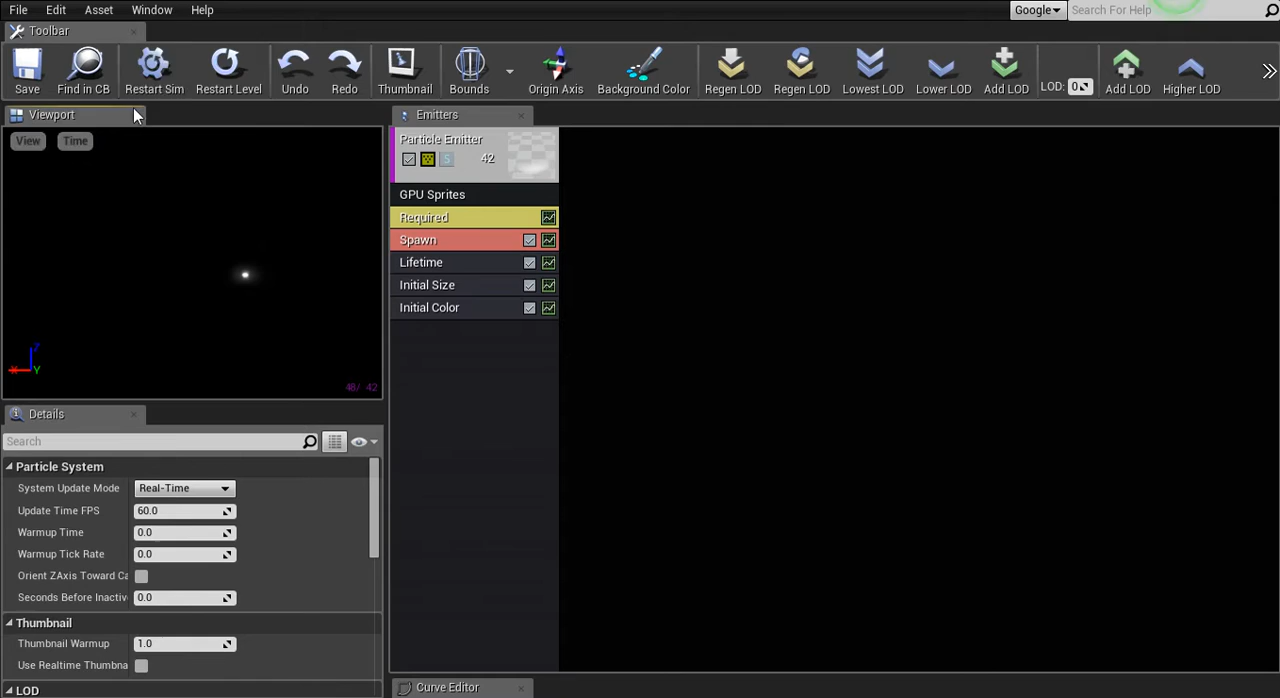 File Edit Asset Window Help Google Search For Help
Toolbar
Save Find in CB Restart Sim Restart Level Undo Redo Thumbnail Bounds Origin Axis Background Color Regen LOD Regen LOD Lowest LOD Lower LOD Add LOD LOD: 0 Add LOD Higher LOD
Viewport
View Time
48/ 42
Emitters
Particle Emitter
S 42
GPU Sprites
Required
Spawn
Lifetime
Initial Size
Initial Color
X Y Z
Details
Search
Particle System
System Update Mode Real-Time
Update Time FPS 60.0
Warmup Time 0.0
Warmup Tick Rate 0.0
Orient ZAxis Toward Ca
Seconds Before Inactive 0.0
Thumbnail
Thumbnail Warmup 1.0
Use Realtime Thumbna
LOD
Curve Editor